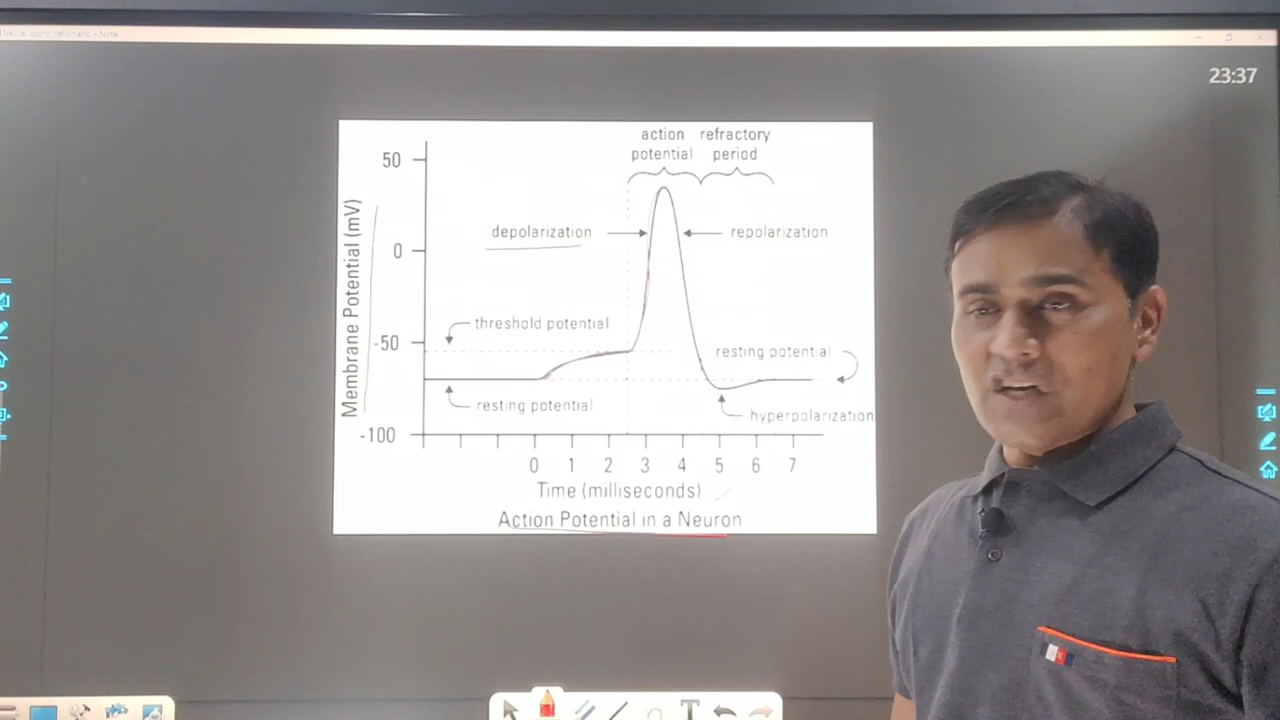 23:37
action refractory
potential period
50
depolarization
repolarization
0
Membrane Potential (mV)
threshold potential
-50
resting potential
resting potential
hyperpolarization
-100
0 1 2 3 4 5 6 7
Time (milliseconds)
Action Potential in a Neuron
T